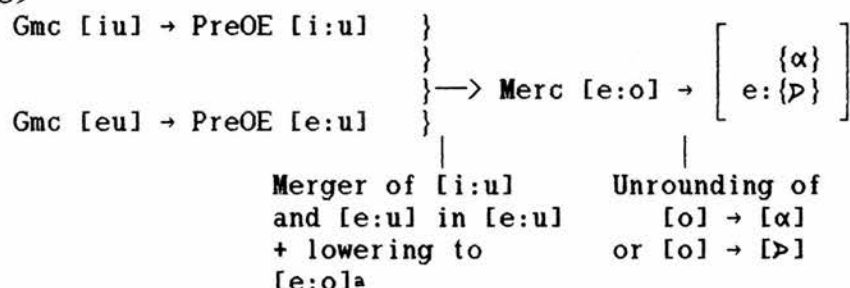 Gmc [iu] → PreOE [i:u] }
}
{α}
}—> Merc [e:o] → [ e:{⊳} ]
Gmc [eu] → PreOE [e:u] }
Merger of [i:u] Unrounding of
and [e:u] in [e:u] [o] → [α]
+ lowering to or [o] → [⊳]
[e:o]a